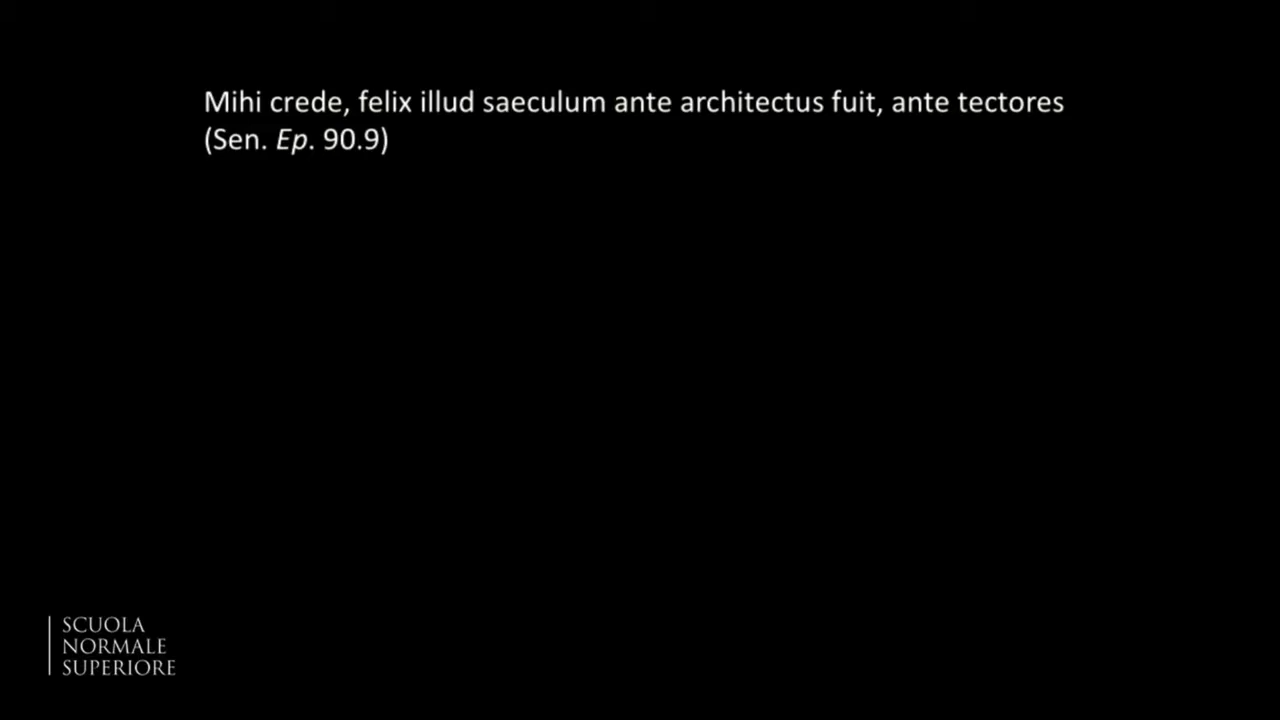 Mihi crede, felix illud saeculum ante architectus fuit, ante tectores
(Sen. Ep. 90.9)
SCUOLA
NORMALE
SUPERIORE